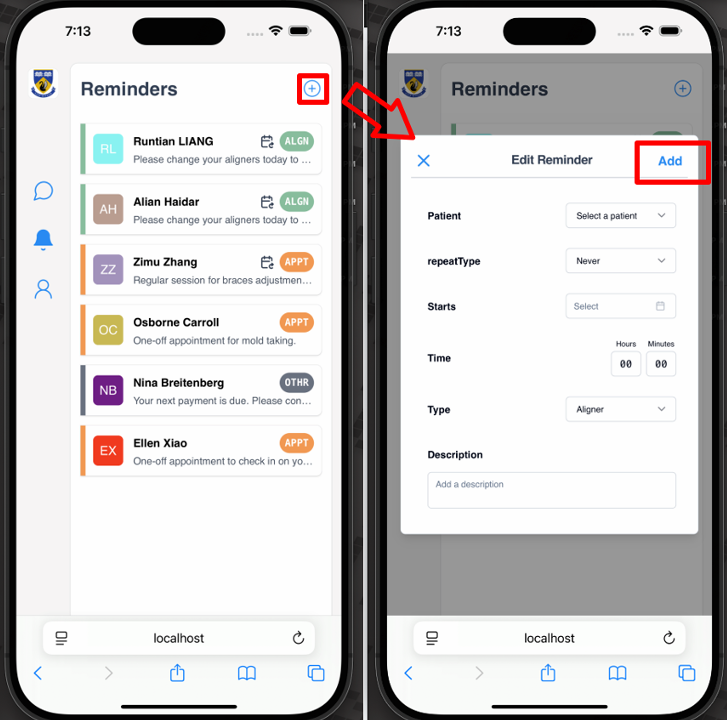 7:13
Reminders
RL
Runtian LIANG
ALGN
Please change your aligners today to ...
AH
Alian Haidar
ALGN
Please change your aligners today to ...
ZZ
Zimu Zhang
APPT
Regular session for braces adjustmen...
OC
Osborne Carroll
APPT
One-off appointment for mold taking.
NB
Nina Breitenberg
OTHR
Your next payment is due. Please con...
EX
Ellen Xiao
APPT
One-off appointment to check in on yo...
localhost
7:13
Reminders
Edit Reminder
Add
Patient
Select a patient
repeatType
Never
Starts
Select
Hours
Minutes
Time
00
00
Type
Aligner
Description
Add a description
localhost